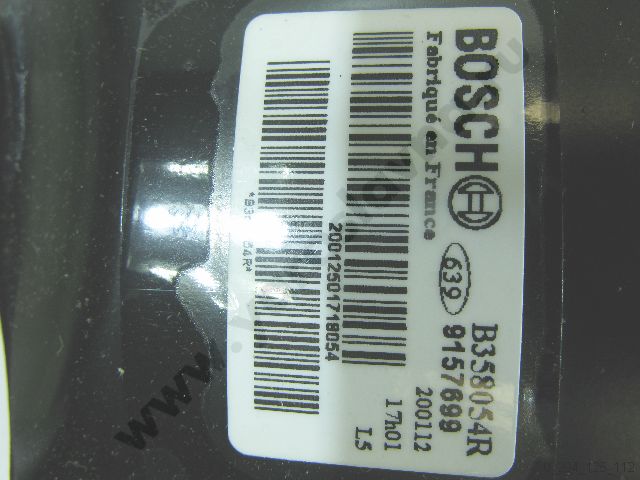 BOSCH B358054R
Fabriqué en France 639 9157699
200112
20012501718054 17h01
L5